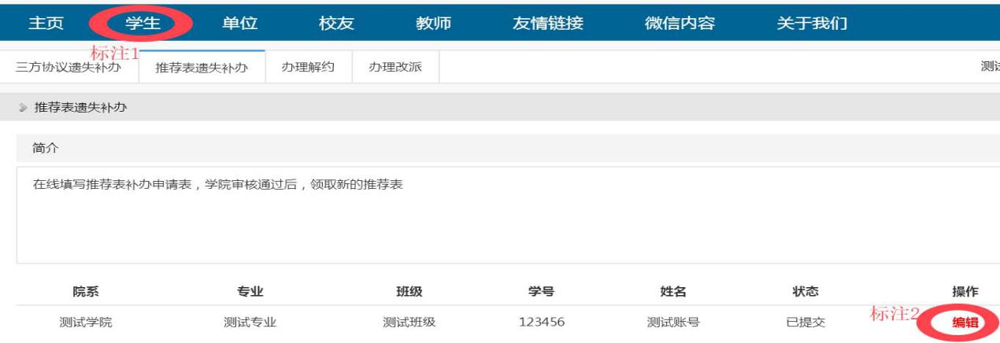 主页 学生 单位 校友 教师 友情链接 微信内容 关于我们
标注1
三方协议遗失补办 推荐表遗失补办 办理解约 办理改派 测试
推荐表遗失补办
简介
在线填写推荐表补办申请表，学院审核通过后，领取新的推荐表
院系 专业 班级 学号 姓名 状态 操作
测试学院 测试专业 测试班级 123456 测试账号 已提交 标注2 编辑